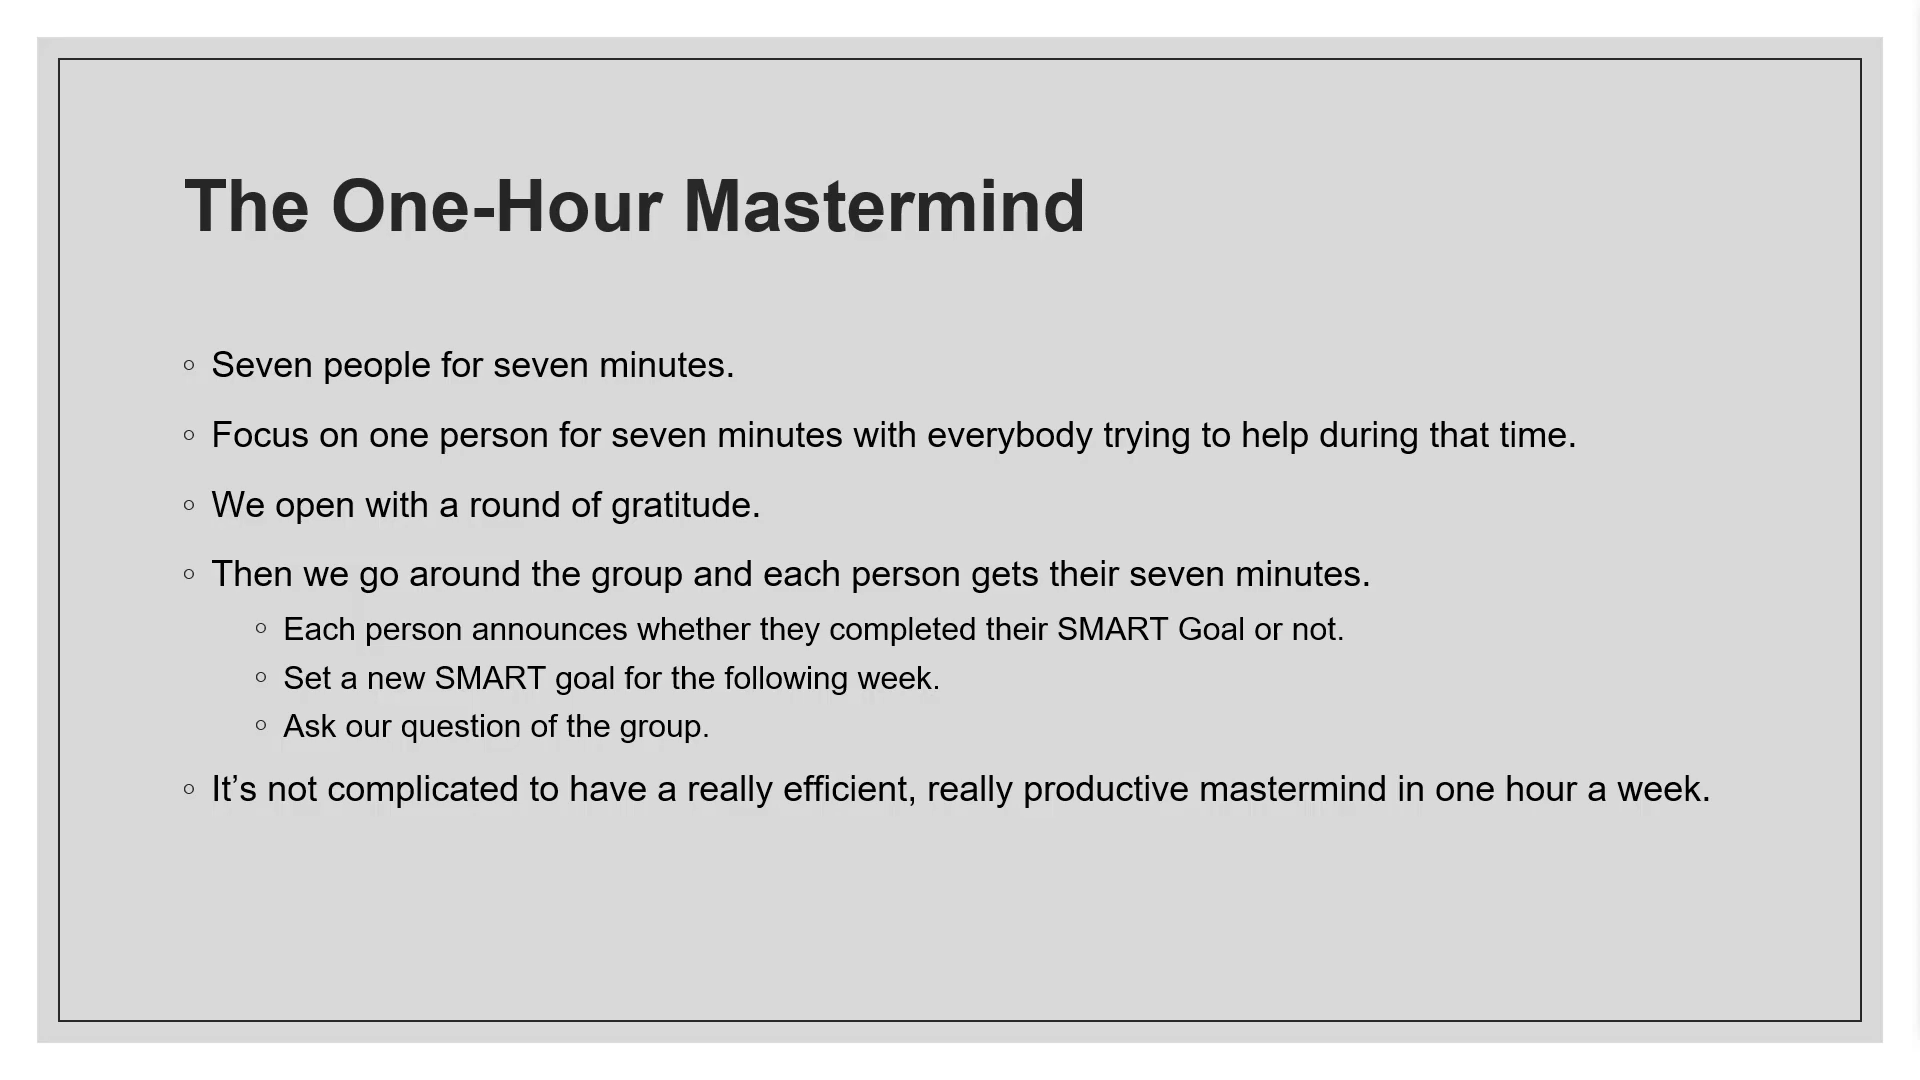 The One-Hour Mastermind
◦ Seven people for seven minutes.
◦ Focus on one person for seven minutes with everybody trying to help during that time.
◦ We open with a round of gratitude.
◦ Then we go around the group and each person gets their seven minutes.
◦ Each person announces whether they completed their SMART Goal or not.
◦ Set a new SMART goal for the following week.
◦ Ask our question of the group.
◦ It’s not complicated to have a really efficient, really productive mastermind in one hour a week.